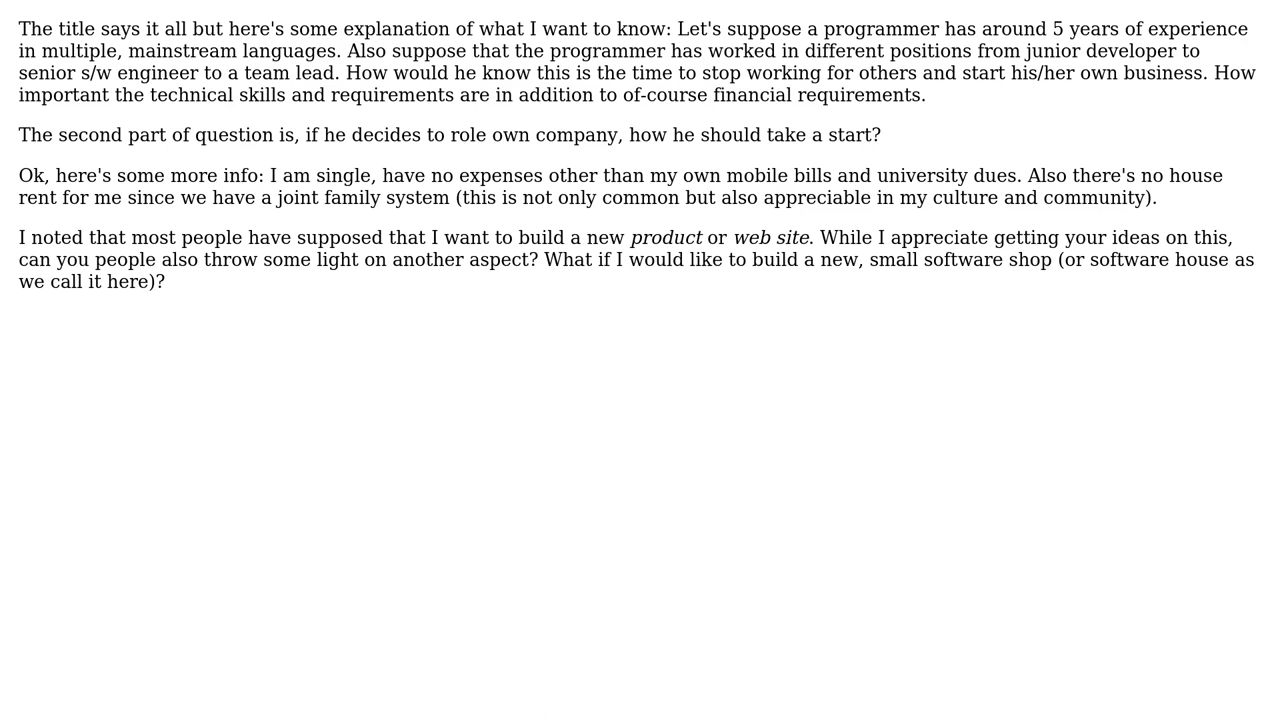 The title says it all but here's some explanation of what I want to know: Let's suppose a programmer has around 5 years of experience
in multiple, mainstream languages. Also suppose that the programmer has worked in different positions from junior developer to
senior s/w engineer to a team lead. How would he know this is the time to stop working for others and start his/her own business. How
important the technical skills and requirements are in addition to of-course financial requirements.
The second part of question is, if he decides to role own company, how he should take a start?
Ok, here's some more info: I am single, have no expenses other than my own mobile bills and university dues. Also there's no house
rent for me since we have a joint family system (this is not only common but also appreciable in my culture and community).
I noted that most people have supposed that I want to build a new product or web site. While I appreciate getting your ideas on this,
can you people also throw some light on another aspect? What if I would like to build a new, small software shop (or software house as
we call it here)?